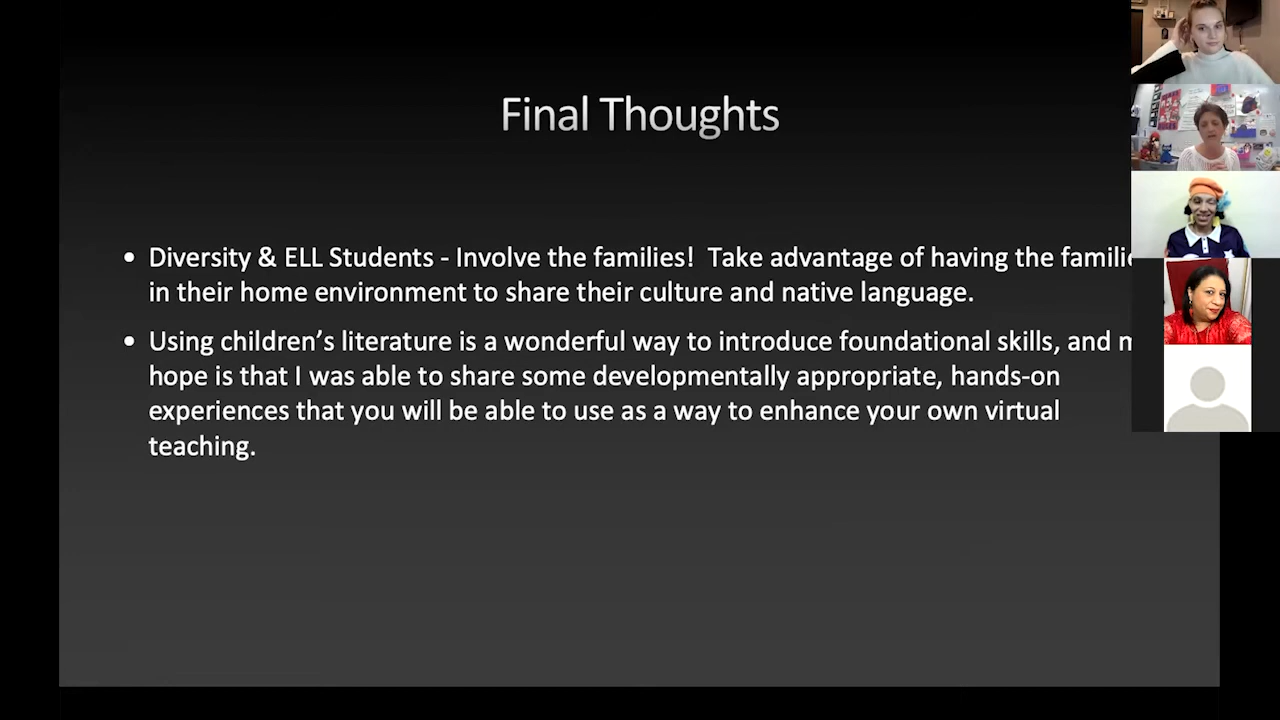 Final Thoughts
• Diversity & ELL Students - Involve the families!  Take advantage of having the
in their home environment to share their culture and native language.
• Using children’s literature is a wonderful way to introduce foundational skills, and
hope is that I was able to share some developmentally appropriate, hands-on
experiences that you will be able to use as a way to enhance your own virtual
teaching.